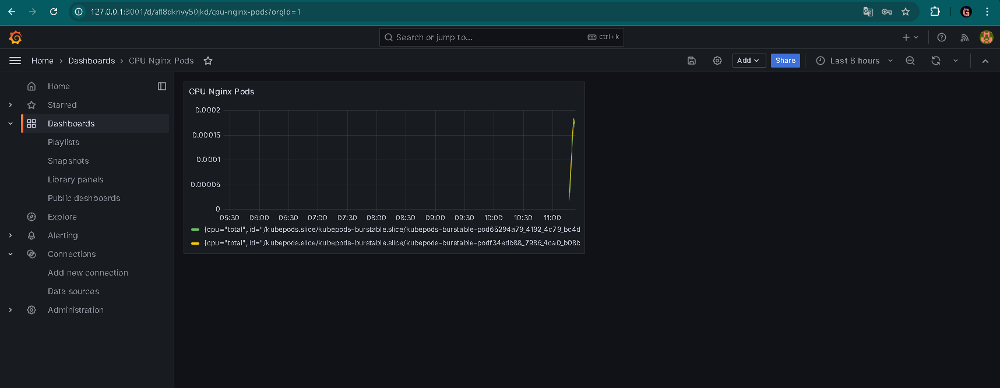 127.0.0.1:3001/d/afl8dknvy50jkd/cpu-nginx-pods?orgId=1
Search or jump to...
ctrl+k
Home › Dashboards › CPU Nginx Pods
Add
Share
Last 6 hours
Home
Starred
Dashboards
Playlists
Snapshots
Library panels
Public dashboards
Explore
Alerting
Connections
Add new connection
Data sources
Administration
CPU Nginx Pods
0.0002
0.00015
0.0001
0.00005
0
05:30 06:00 06:30 07:00 07:30 08:00 08:30 09:00 09:30 10:00 10:30 11:00
{cpu="total", id="/kubepods.slice/kubepods-burstable.slice/kubepods-burstable-pod65294a79_4192_4c79_bc4d
{cpu="total", id="/kubepods.slice/kubepods-burstable.slice/kubepods-burstable-podf34edb88_7986_4ca0_b08b